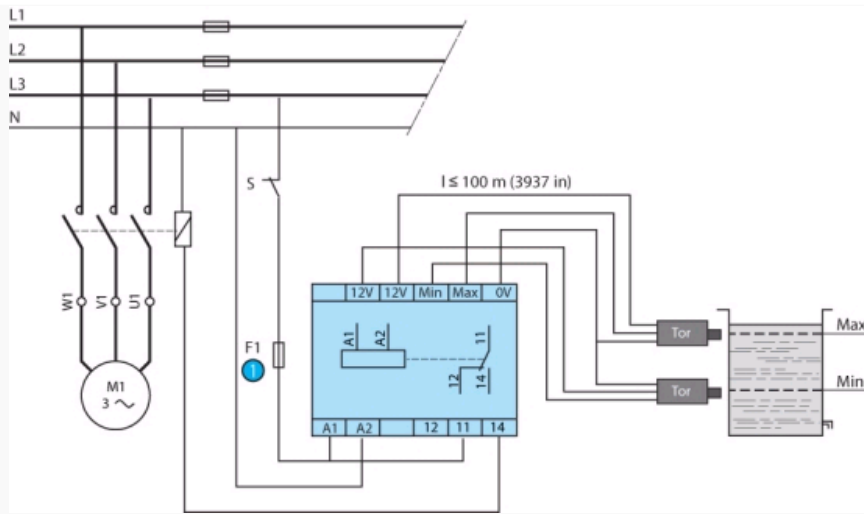 L1
L2
L3
N
S
l ≤ 100 m (3937 in)
W1
V1
U1
M1
3 ~
F1
1
12V 12V Min Max 0V
A1 A2 11
12 14
A1 A2 12 11 14
Tor
Tor
Max
Min